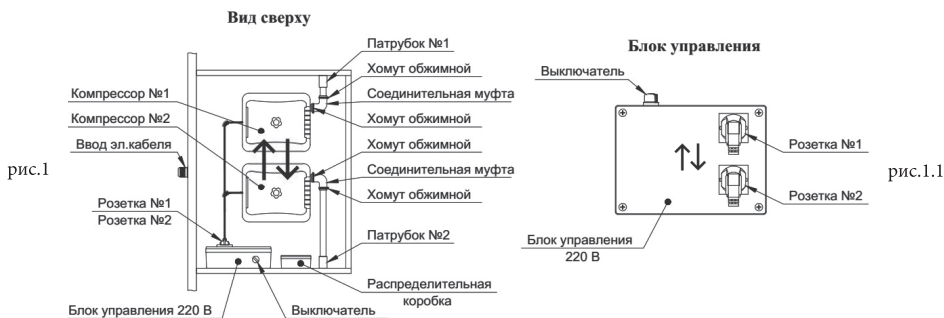 Вид сверху
Патрубок №1
Хомут обжимной
Соединительная муфта
Хомут обжимной
Хомут обжимной
Соединительная муфта
Хомут обжимной
Патрубок №2
Распределительная
коробка
Компрессор №1
Компрессор №2
Ввод эл.кабеля
рис.1
Розетка №1
Розетка №2
Блок управления 220 В
Выключатель
Блок управления
Выключатель
Розетка №1
Розетка №2
рис.1.1
Блок управления
220 В